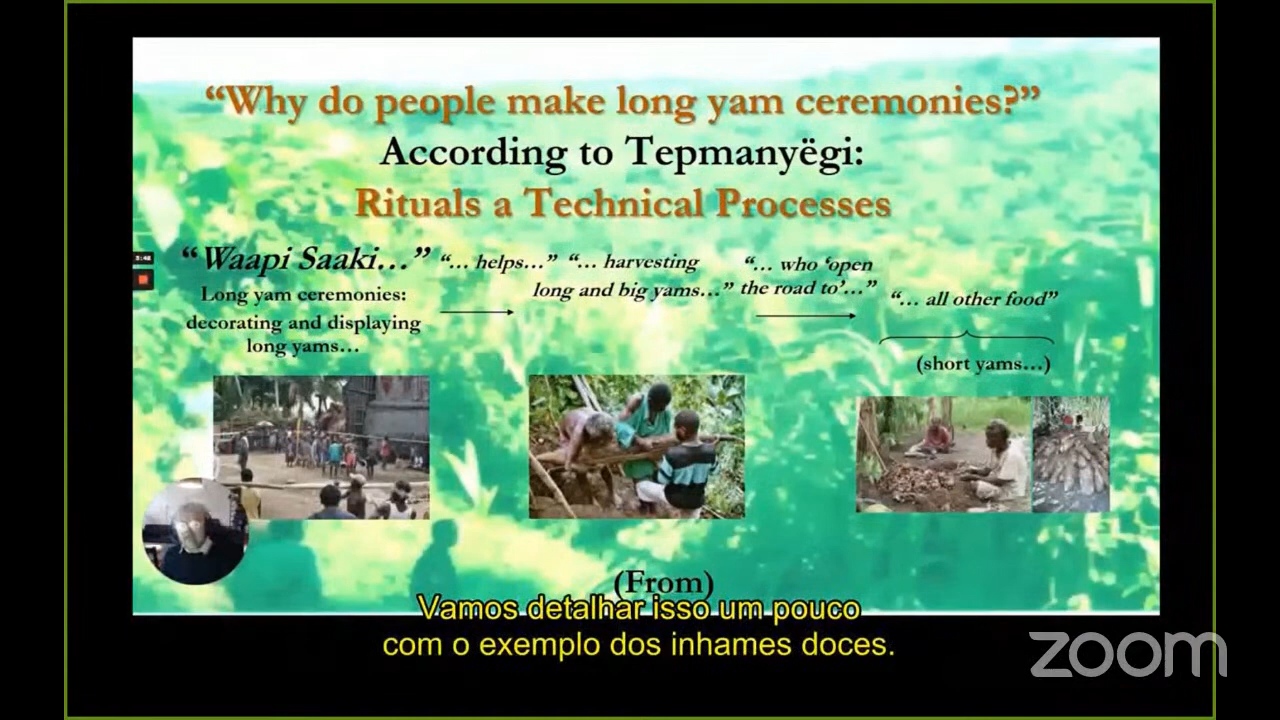 “Why do people make long yam ceremonies?”
According to Tepmanyëgi:
Rituals a Technical Processes
“Waapi Saaki…”
Long yam ceremonies:
decorating and displaying
long yams…
“… helps…”
“… harvesting
long and big yams…”
“… who ‘open
the road to’…”
“… all other food”
(short yams…)
5:48
(From)
Vamos detalhar isso um pouco
com o exemplo dos inhames doces.
zoom